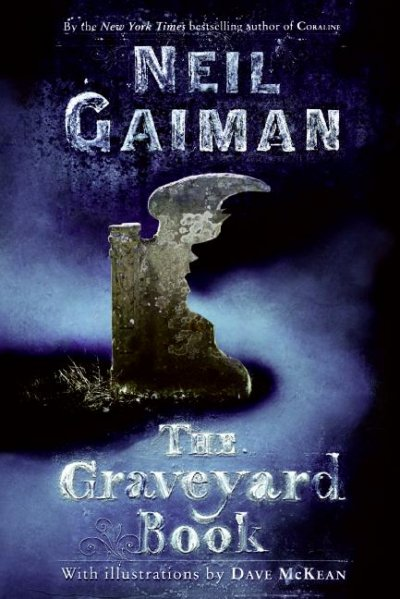 By the New York Times bestselling author of CORALINE
NEIL
GAIMAN
THE
Graveyard
Book
With illustrations by DAVE MCKEAN